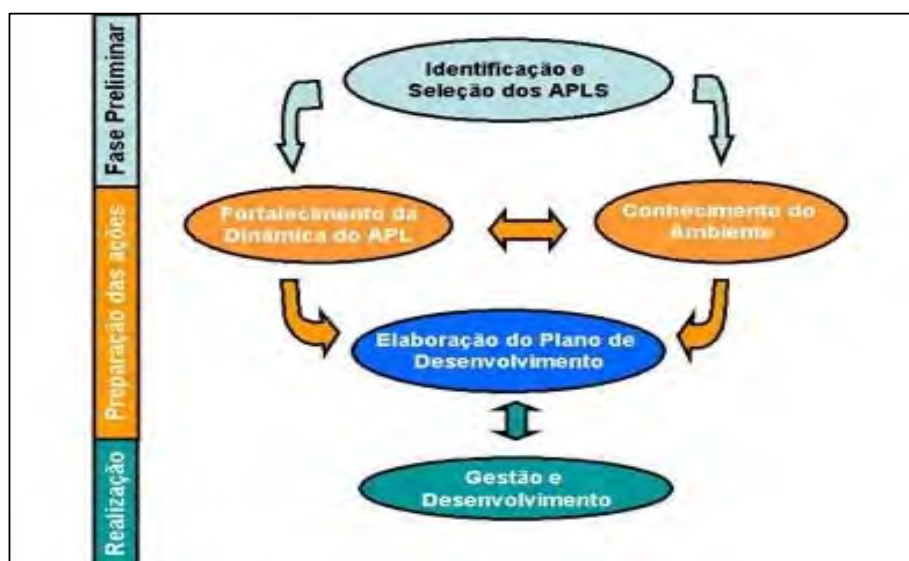 Fase Preliminar
Identificação e
Seleção dos APLS
Preparação das ações
Fortalecimento da
Dinâmica do APL
Conhecimento do
Ambiente
Elaboração do Plano de
Desenvolvimento
Realização
Gestão e
Desenvolvimento